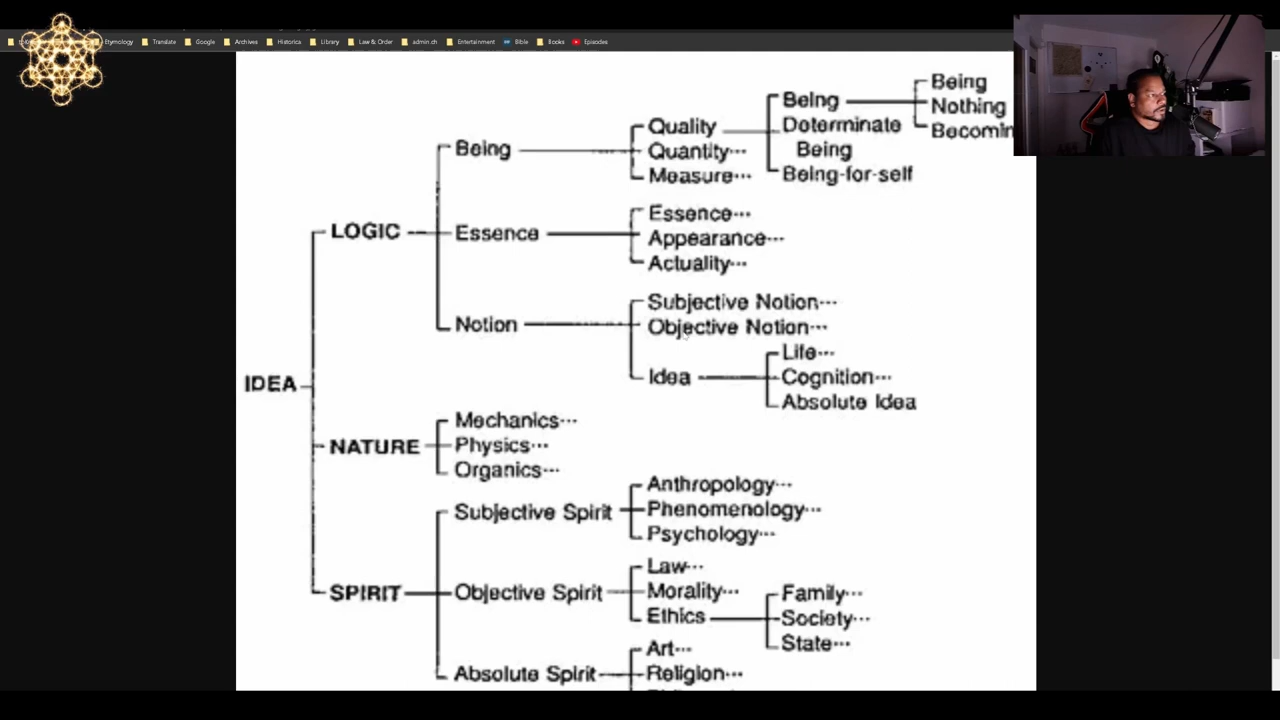 Etymology Translate Google Archives Historica Library Law & Order admin.ch Entertainment Bible Books Episodes
Being
Being
Nothing
Quality
Determinate
Becomin
Being
Quantity...
Being
Measure...
Being-for-self
Essence...
LOGIC
Essence
Appearance...
Actuality...
Subjective Notion...
Notion
Objective Notion...
Life...
IDEA
Idea
Cognition...
Absolute Idea
Mechanics...
NATURE
Physics...
Organics...
Anthropology...
Subjective Spirit
Phenomenology...
Psychology...
Law...
SPIRIT
Objective Spirit
Morality...
Family...
Ethics
Society...
State...
Art...
Absolute Spirit
Religion...